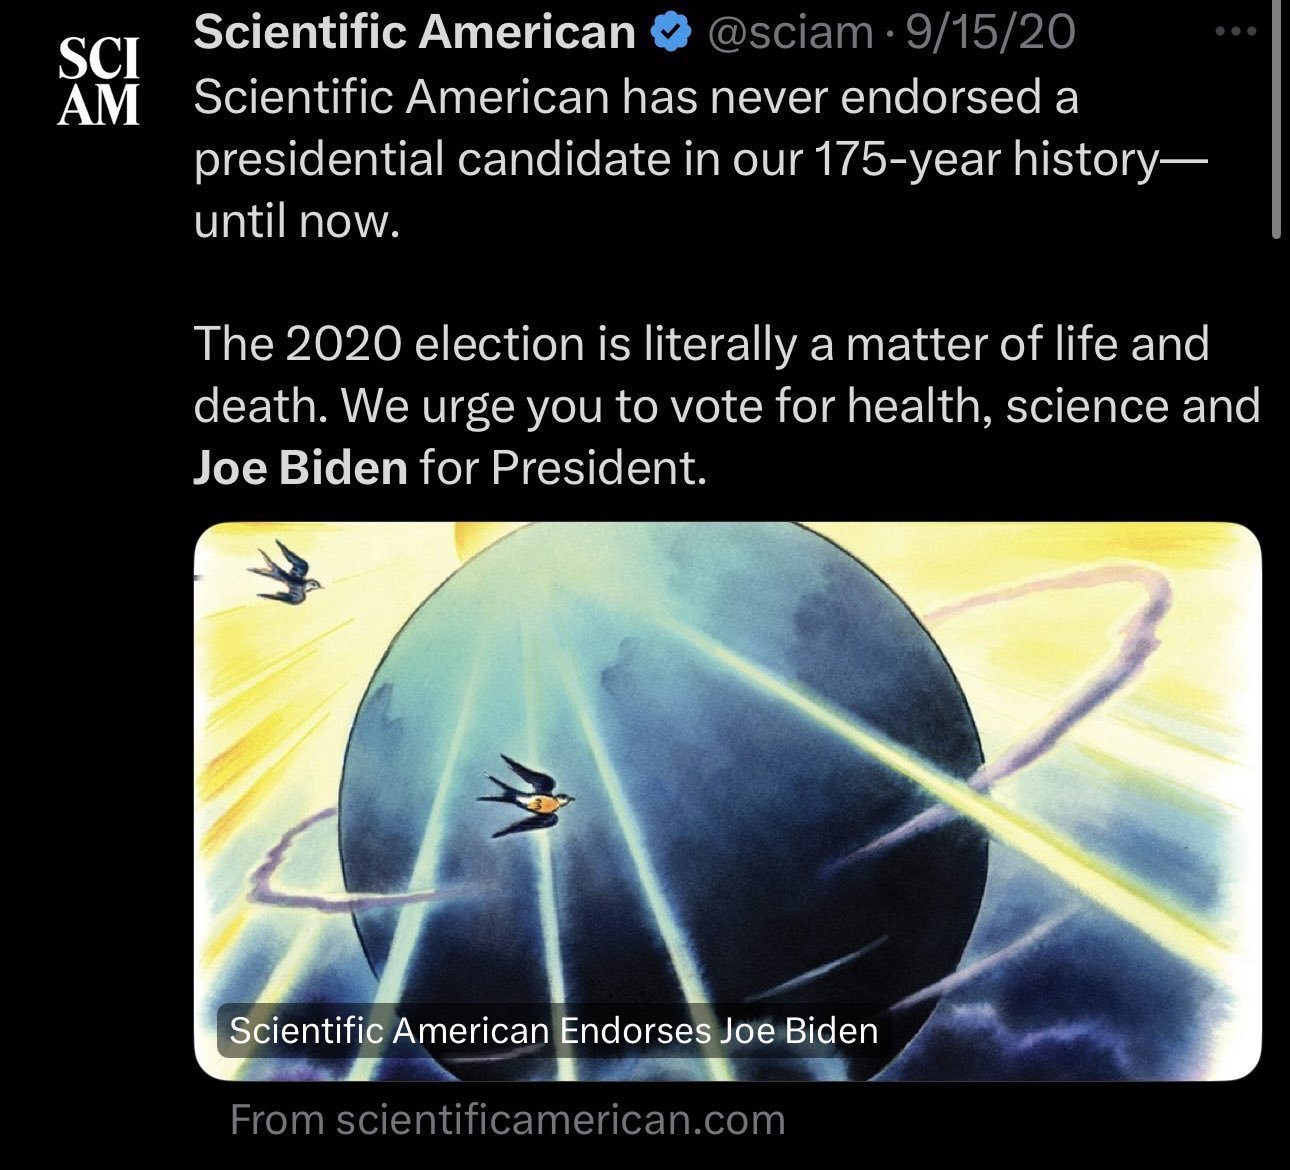 SCI
AM
Scientific American @sciam · 9/15/20
Scientific American has never endorsed a
presidential candidate in our 175-year history—
until now.
The 2020 election is literally a matter of life and
death. We urge you to vote for health, science and
Joe Biden for President.
Scientific American Endorses Joe Biden
From scientificamerican.com